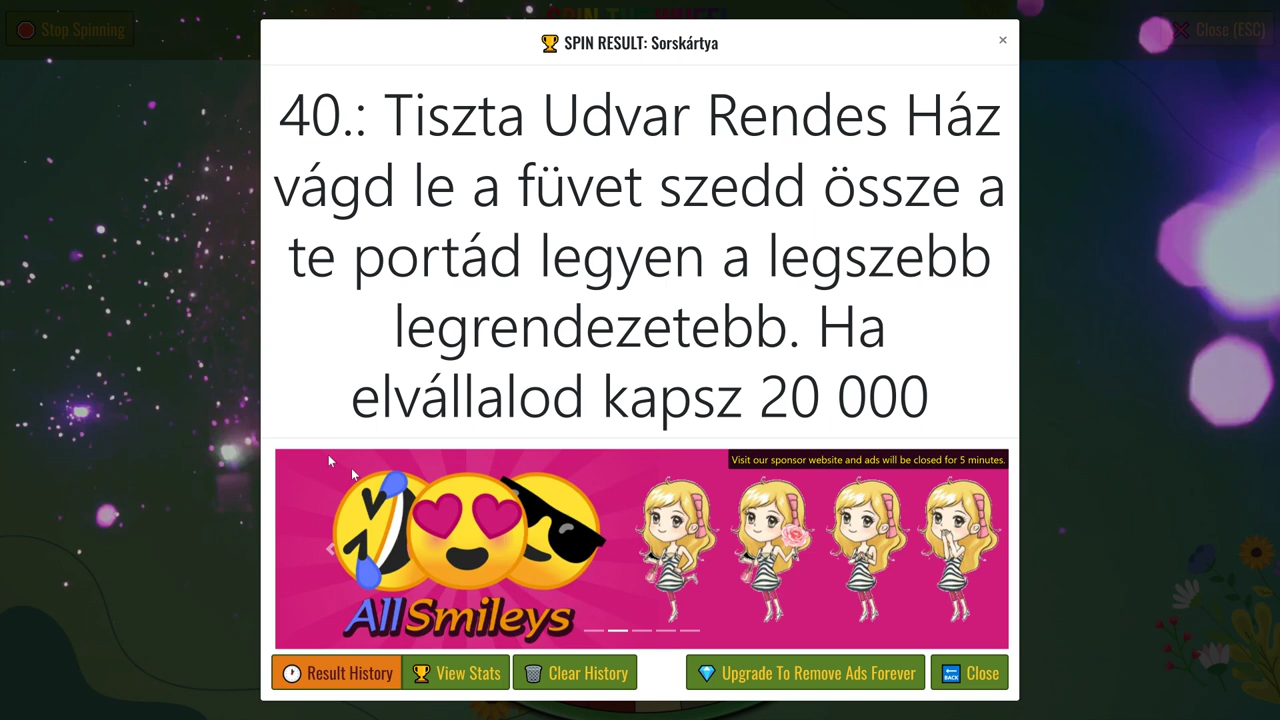 Stop Spinning
Close (ESC)
SPIN RESULT: Sorskártya
×
40.: Tiszta Udvar Rendes Ház
vágd le a füvet szedd össze a
te portád legyen a legszebb
legrendezetebb. Ha
elvállalod kapsz 20 000
Visit our sponsor website and ads will be closed for 5 minutes.
AllSmileys
Result History
View Stats
Clear History
Upgrade To Remove Ads Forever
BACK
Close